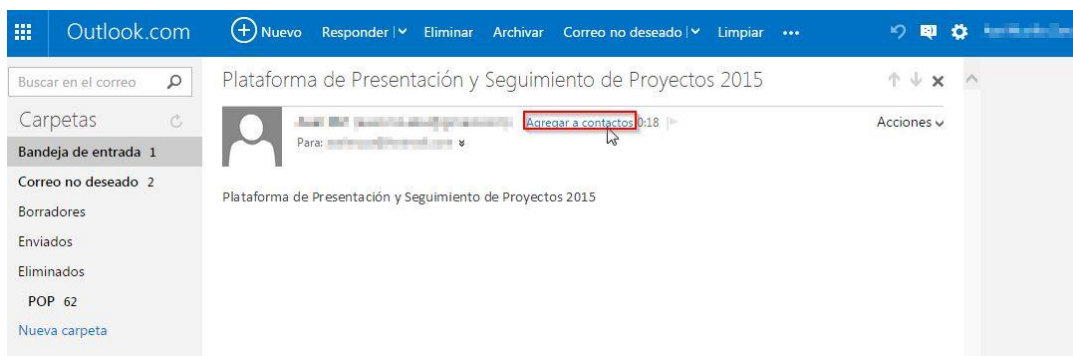 Outlook.com Nuevo Responder Eliminar Archivar Correo no deseado Limpiar ...
Buscar en el correo
Plataforma de Presentación y Seguimiento de Proyectos 2015
Carpetas
Agregar a contactos 0:18
Acciones
Para:
Bandeja de entrada 1
Correo no deseado 2
Plataforma de Presentación y Seguimiento de Proyectos 2015
Borradores
Enviados
Eliminados
POP 62
Nueva carpeta